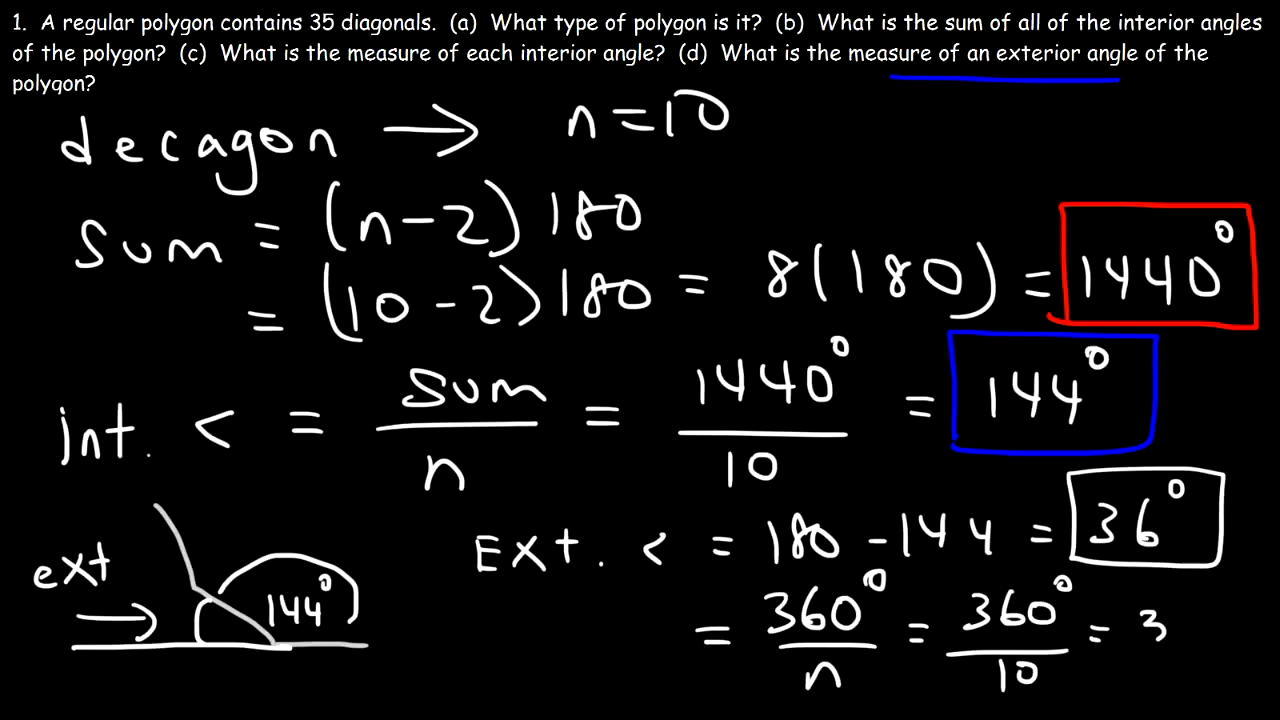 1. A regular polygon contains 35 diagonals. (a) What type of polygon is it? (b) What is the sum of all of the interior angles
of the polygon? (c) What is the measure of each interior angle? (d) What is the measure of an exterior angle of the
polygon?
decagon → n=10
sum = (n-2)180
= (10-2)180 = 8(180) = 1440°
int. < = sum/n = 1440°/10 = 144°
Ext. < = 180 - 144 = 36°
ext → 144°
= 360°/n = 360°/10 = 3